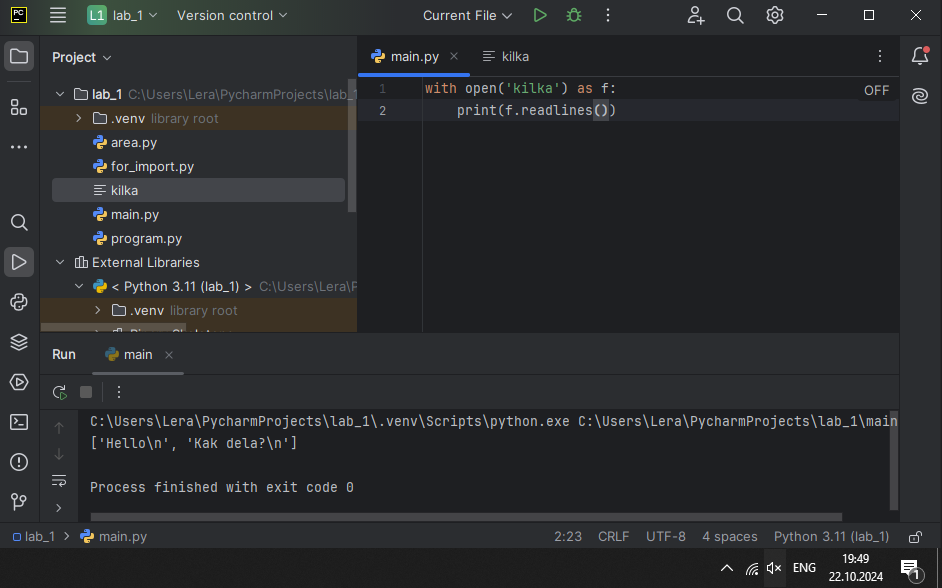 PC L1 lab_1 Version control Current File
Project
main.py kilka
lab_1 C:\Users\Lera\PycharmProjects\lab_1
.venv library root
area.py
for_import.py
kilka
main.py
program.py
External Libraries
< Python 3.11 (lab_1) > C:\Users\Lera\P
.venv library root
1 with open('kilka') as f:
2 print(f.readlines())
OFF
Run main
C:\Users\Lera\PycharmProjects\lab_1\.venv\Scripts\python.exe C:\Users\Lera\PycharmProjects\lab_1\main
['Hello\n', 'Kak dela?\n']
Process finished with exit code 0
lab_1 > main.py 2:23 CRLF UTF-8 4 spaces Python 3.11 (lab_1)
ENG 19:49
22.10.2024
1